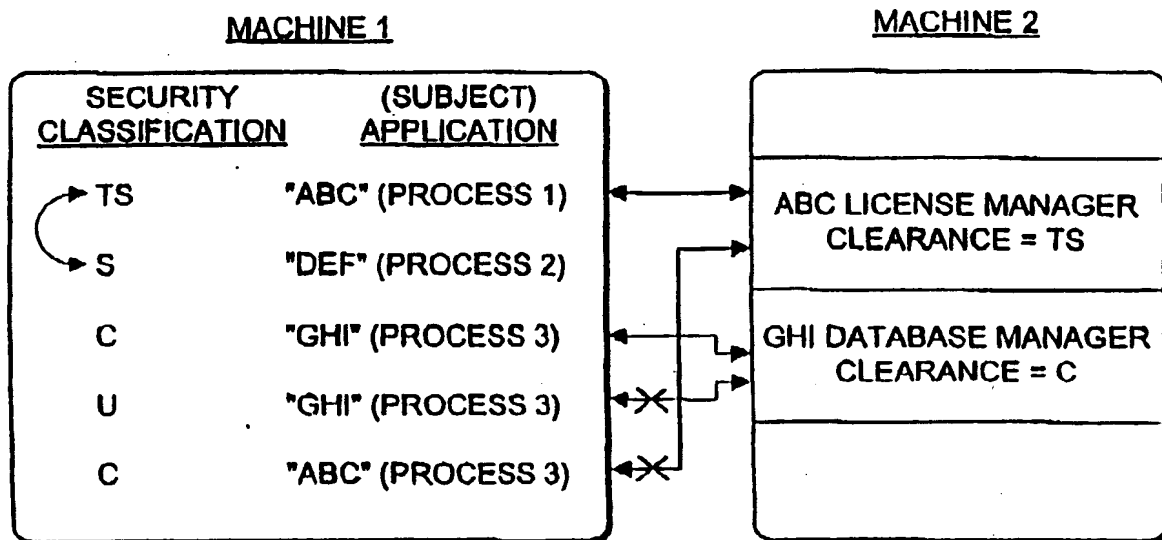 MACHINE 1
MACHINE 2
SECURITY CLASSIFICATION
(SUBJECT) APPLICATION
TS "ABC" (PROCESS 1)
S "DEF" (PROCESS 2)
C "GHI" (PROCESS 3)
U "GHI" (PROCESS 3)
C "ABC" (PROCESS 3)
ABC LICENSE MANAGER
CLEARANCE = TS
GHI DATABASE MANAGER
CLEARANCE = C